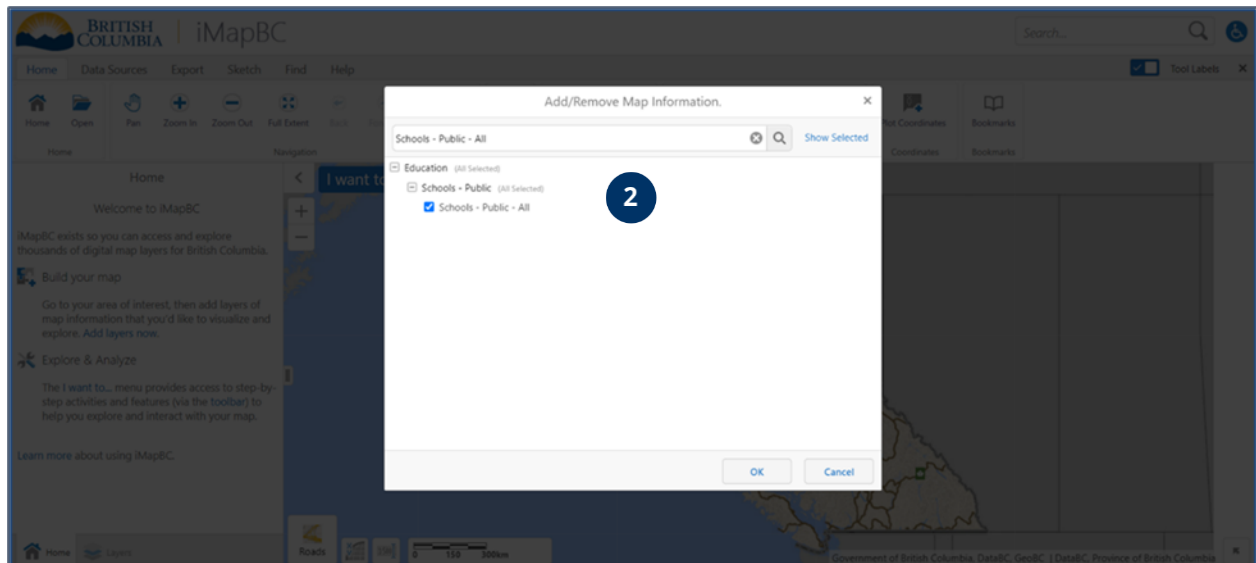 BRITISH
COLUMBIA
iMapBC
Search...
Home Data Sources Export Sketch Find Help
Tool Labels
Home Open Pan Zoom In Zoom Out Full Extent Back
Plot Coordinates Bookmarks
Home Navigation Coordinates Bookmarks
Add/Remove Map Information.
Schools - Public - All
Show Selected
Education (All Selected)
Schools - Public (All Selected)
Schools - Public - All
2
OK Cancel
Home
I want to
Welcome to iMapBC
iMapBC exists so you can access and explore
thousands of digital map layers for British Columbia.
Build your map
Go to your area of interest, then add layers of
map information that you'd like to visualize and
explore. Add layers now.
Explore & Analyze
The I want to... menu provides access to step-by-
step activities and features (via the toolbar) to
help you explore and interact with your map.
Learn more about using iMapBC.
Home Layers
Roads
0 150 300km
Government of British Columbia, DataBC, GeoBC | DataBC, Province of British Columbia